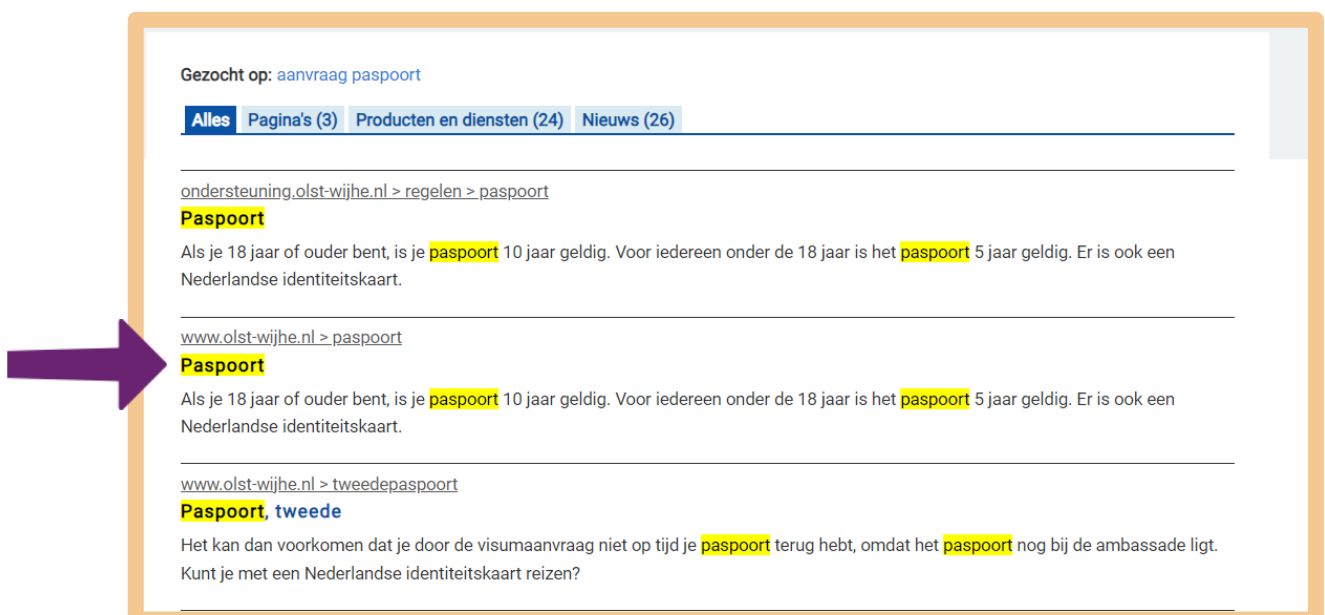 Gezocht op: aanvraag paspoort
Alles Pagina's (3) Producten en diensten (24) Nieuws (26)
ondersteuning.olst-wijhe.nl > regelen > paspoort
Paspoort
Als je 18 jaar of ouder bent, is je paspoort 10 jaar geldig. Voor iedereen onder de 18 jaar is het paspoort 5 jaar geldig. Er is ook een
Nederlandse identiteitskaart.
www.olst-wijhe.nl > paspoort
Paspoort
Als je 18 jaar of ouder bent, is je paspoort 10 jaar geldig. Voor iedereen onder de 18 jaar is het paspoort 5 jaar geldig. Er is ook een
Nederlandse identiteitskaart.
www.olst-wijhe.nl > tweedepaspoort
Paspoort, tweede
Het kan dan voorkomen dat je door de visumaanvraag niet op tijd je paspoort terug hebt, omdat het paspoort nog bij de ambassade ligt.
Kunt je met een Nederlandse identiteitskaart reizen?